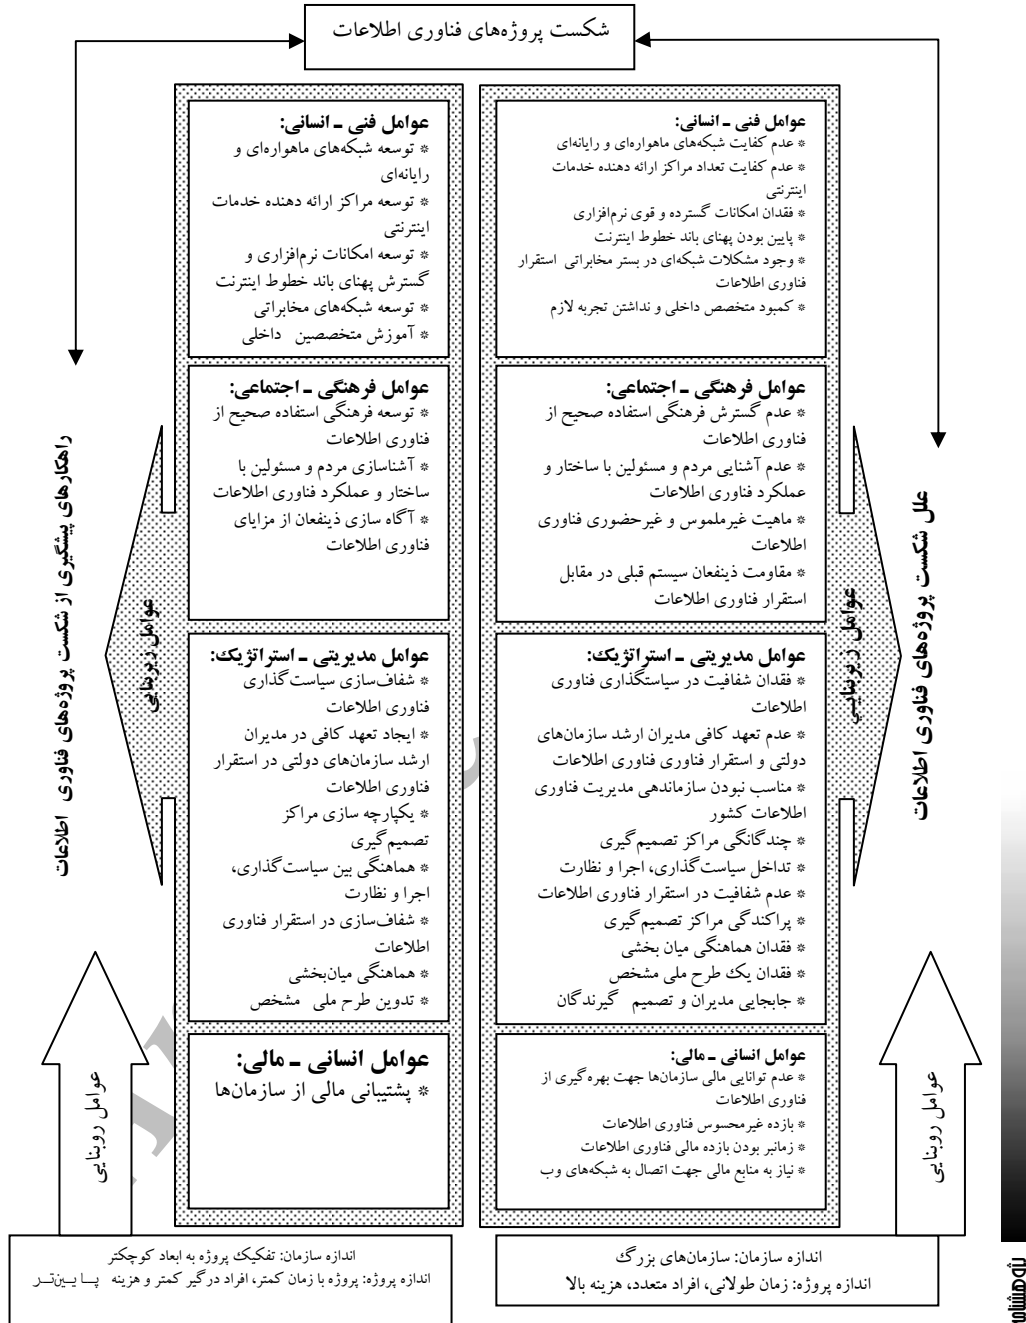 شکست پروژه‌های فناوری اطلاعات
عوامل فنی ـ انسانی:
* عدم کفایت شبکه‌های ماهواره‌ای و رایانه‌ای
* عدم کفایت تعداد مراکز ارائه دهنده خدمات
اینترنتی
* فقدان امکانات گسترده و قوی نرم‌افزاری
* پایین بودن پهنای باند خطوط اینترنت
* وجود مشکلات شبکه‌ای در بستر مخابراتی استقرار
فناوری اطلاعات
* کمبود متخصص داخلی و نداشتن تجربه لازم
عوامل فرهنگی ـ اجتماعی:
* عدم گسترش فرهنگی استفاده صحیح از
فناوری اطلاعات
* عدم آشنایی مردم و مسئولین با ساختار و
عملکرد فناوری اطلاعات
* ماهیت غیرملموس و غیرحضوری فناوری
اطلاعات
* مقاومت ذینفعان سیستم قبلی در مقابل
استقرار فناوری اطلاعات
عوامل مدیریتی ـ استراتژیک:
* فقدان شفافیت در سیاستگذاری فناوری
اطلاعات
* عدم تعهد کافی مدیران ارشد سازمان‌های
دولتی و استقرار فناوری فناوری اطلاعات
* مناسب نبودن سازماندهی مدیریت فناوری
اطلاعات کشور
* چندگانگی مراکز تصمیم گیری
* تداخل سیاست‌گذاری، اجرا و نظارت
* عدم شفافیت در استقرار فناوری اطلاعات
* پراکندگی مراکز تصمیم‌گیری
* فقدان هماهنگی میان بخشی
* فقدان یک طرح ملی مشخص
* جابجایی مدیران و تصمیم گیرندگان
عوامل انسانی ـ مالی:
* عدم توانایی مالی سازمان‌ها جهت بهره گیری از
فناوری اطلاعات
* بازده غیرمحسوس فناوری اطلاعات
* زمانبر بودن بازده مالی فناوری اطلاعات
* نیاز به منابع مالی جهت اتصال به شبکه‌های وب
علل شکست پروژه‌های فناوری اطلاعات
عوامل زیربنایی
عوامل روبنایی
اندازه سازمان: سازمان‌های بزرگ
اندازه پروژه: زمان طولانی، افراد متعدد، هزینه بالا
عوامل فنی ـ انسانی:
* توسعه شبکه‌های ماهواره‌ای و
رایانه‌ای
* توسعه مراکز ارائه دهنده خدمات
اینترنتی
* توسعه امکانات نرم‌افزاری و
گسترش پهنای باند خطوط اینترنت
* توسعه شبکه‌های مخابراتی
* آموزش متخصصین داخلی
عوامل فرهنگی ـ اجتماعی:
* توسعه فرهنگی استفاده صحیح از
فناوری اطلاعات
* آشناسازی مردم و مسئولین با
ساختار و عملکرد فناوری اطلاعات
* آگاه سازی ذینفعان از مزایای
فناوری اطلاعات
عوامل مدیریتی ـ استراتژیک:
* شفاف‌سازی سیاست‌گذاری
فناوری اطلاعات
* ایجاد تعهد کافی در مدیران
ارشد سازمان‌های دولتی در استقرار
فناوری اطلاعات
* یکپارچه سازی مراکز
تصمیم‌گیری
* هماهنگی بین سیاست‌گذاری،
اجرا و نظارت
* شفاف‌سازی در استقرار فناوری
اطلاعات
* هماهنگی میان‌بخشی
* تدوین طرح ملی مشخص
عوامل انسانی ـ مالی:
* پشتیبانی مالی از سازمان‌ها
راهکارهای پیشگیری از شکست پروژه‌های فناوری اطلاعات
عوامل زیربنایی
عوامل روبنایی
اندازه سازمان: تفکیک پروژه به ابعاد کوچکتر
اندازه پروژه: پروژه با زمان کمتر، افراد درگیر کمتر و هزینه پایین‌تر